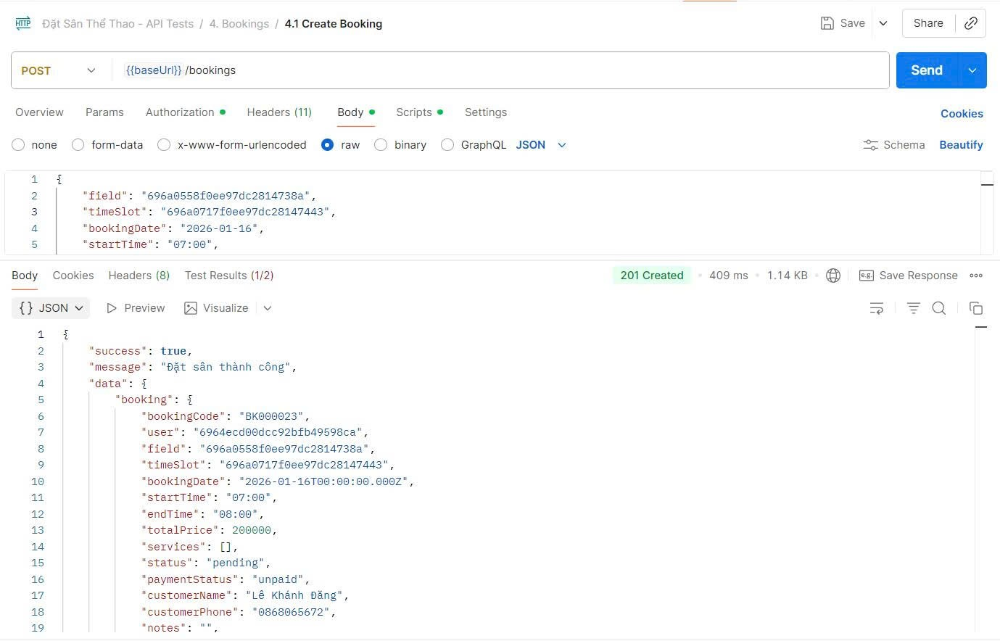 HTTP Đặt Sân Thể Thao - API Tests / 4. Bookings / 4.1 Create Booking Save Share
POST {{baseUrl}} /bookings Send
Overview Params Authorization Headers (11) Body Scripts Settings Cookies
none form-data x-www-form-urlencoded raw binary GraphQL JSON Schema Beautify
1 {
2 "field": "696a0558f0ee97dc2814738a",
3 "timeSlot": "696a0717f0ee97dc28147443",
4 "bookingDate": "2026-01-16",
5 "startTime": "07:00",
Body Cookies Headers (8) Test Results (1/2) 201 Created 409 ms 1.14 KB e.g. Save Response
{} JSON Preview Visualize
1 {
2 "success": true,
3 "message": "Đặt sân thành công",
4 "data": {
5 "booking": {
6 "bookingCode": "BK000023",
7 "user": "6964ecd00dcc92bfb49598ca",
8 "field": "696a0558f0ee97dc2814738a",
9 "timeSlot": "696a0717f0ee97dc28147443",
10 "bookingDate": "2026-01-16T00:00:00.000Z",
11 "startTime": "07:00",
12 "endTime": "08:00",
13 "totalPrice": 200000,
14 "services": [],
15 "status": "pending",
16 "paymentStatus": "unpaid",
17 "customerName": "Lê Khánh Đăng",
18 "customerPhone": "0868065672",
19 "notes": "",